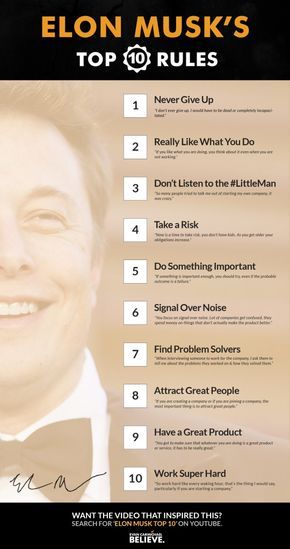 ELON MUSK'S
TOP 10 RULES
1
Never Give Up
"I don't ever give up. I would have to be dead or completely incapaci-
tated."
2
Really Like What You Do
"If you like what you are doing, you think about it even when you are
not working."
3
Don't Listen to the #LittleMan
"So many people tried to talk me out of starting my own company, it
was crazy."
4
Take a Risk
"Now is a time to take risk, you don't have kids. As you get older your
obligations increase."
5
Do Something Important
"If something is important enough, you should try, even if the probable
outcome is a failure."
6
Signal Over Noise
"You focus on signal over noise. Lot of companies get confused, they
spend money on things that don't actually make the product better."
7
Find Problem Solvers
"When interviewing someone to work for the company, I ask them to
tell me about the problems they worked on & how they solved them."
8
Attract Great People
"If you are creating a company or if you are joining a company, the
most important thing is to attract great people."
9
Have a Great Product
"You got to make sure that whatever you are doing is a great product
or service, it has to be really great."
10
Work Super Hard
"So work hard like every waking hour, that's the thing I would say,
particularly if you are starting a company."
WANT THE VIDEO THAT INSPIRED THIS?
SEARCH FOR 'ELON MUSK TOP 10' ON YOUTUBE.
EVAN CARMICHAEL
BELIEVE.